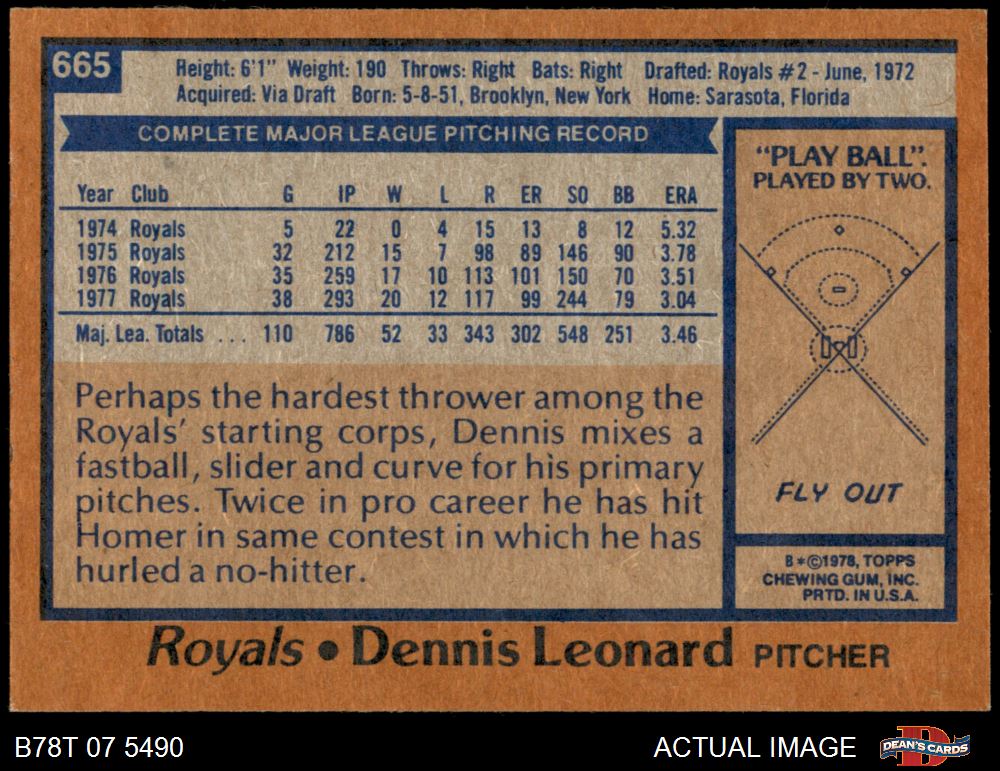 665
Height: 6'1" Weight: 190 Throws: Right Bats: Right Drafted: Royals #2 - June, 1972
Acquired: Via Draft Born: 5-8-51, Brooklyn, New York Home: Sarasota, Florida
COMPLETE MAJOR LEAGUE PITCHING RECORD
Year Club G IP W L R ER SO BB ERA
1974 Royals 5 22 0 4 15 13 8 12 5.32
1975 Royals 32 212 15 7 98 89 146 90 3.78
1976 Royals 35 259 17 10 113 101 150 70 3.51
1977 Royals 38 293 20 12 117 99 244 79 3.04
Maj. Lea. Totals . . . 110 786 52 33 343 302 548 251 3.46
Perhaps the hardest thrower among the
Royals' starting corps, Dennis mixes a
fastball, slider and curve for his primary
pitches. Twice in pro career he has hit
Homer in same contest in which he has
hurled a no-hitter.
"PLAY BALL".
PLAYED BY TWO.
FLY OUT
B*©1978, TOPPS
CHEWING GUM, INC.
PRTD. IN U.S.A.
Royals • Dennis Leonard PITCHER
B78T 07 5490
ACTUAL IMAGE
DEAN'S CARDS